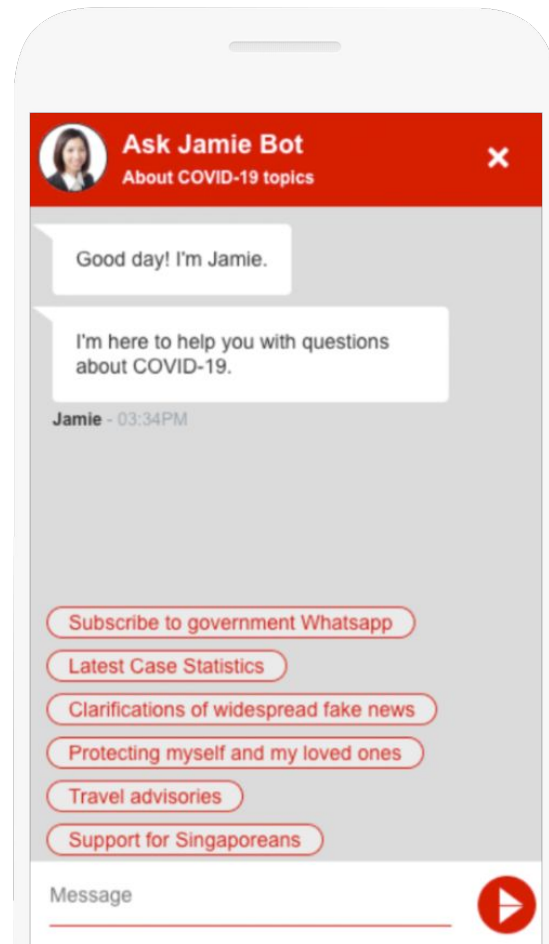 Ask Jamie Bot
About COVID-19 topics
Good day! I'm Jamie.
I'm here to help you with questions
about COVID-19.
Jamie - 03:34PM
Subscribe to government Whatsapp
Latest Case Statistics
Clarifications of widespread fake news
Protecting myself and my loved ones
Travel advisories
Support for Singaporeans
Message